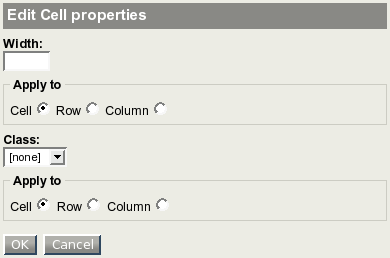 Edit Cell properties
Width:
Apply to
Cell Row Column
Class:
[none]
Apply to
Cell Row Column
OK Cancel